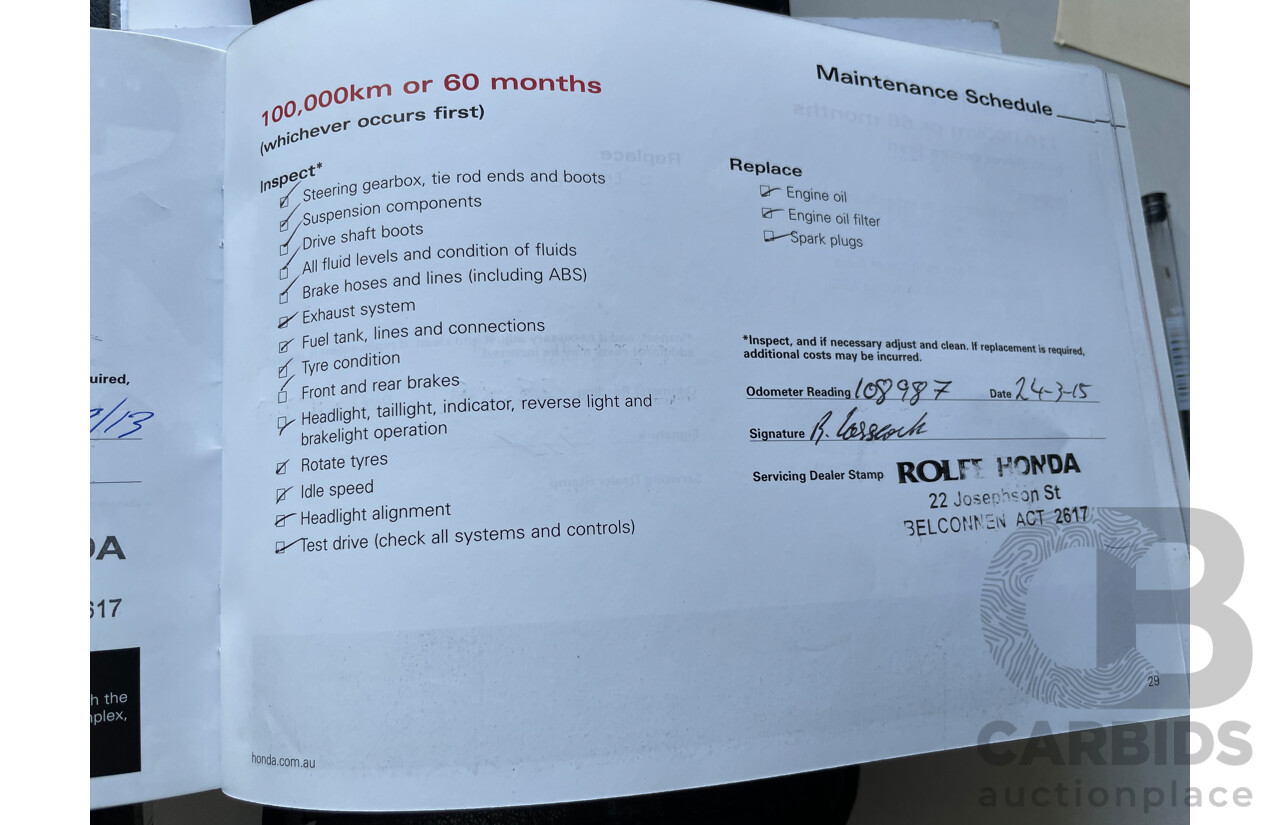 Maintenance Schedule
100,000km or 60 months
(whichever occurs first)
Inspect*
Steering gearbox, tie rod ends and boots
Suspension components
Drive shaft boots
All fluid levels and condition of fluids
Brake hoses and lines (including ABS)
Exhaust system
Fuel tank, lines and connections
Tyre condition
Front and rear brakes
Headlight, taillight, indicator, reverse light and
brakelight operation
Rotate tyres
Idle speed
Headlight alignment
Test drive (check all systems and controls)
Replace
Engine oil
Engine oil filter
Spark plugs
*Inspect, and if necessary adjust and clean. If replacement is required,
additional costs may be incurred.
Odometer Reading 108987 Date 24-3-15
Signature
Servicing Dealer Stamp ROLFE HONDA
22 Josephson St
BELCONNEN ACT 2617
29
honda.com.au
uired,
/13
DA
617
h the
nplex,
CB
CARBIDS
auctionplace